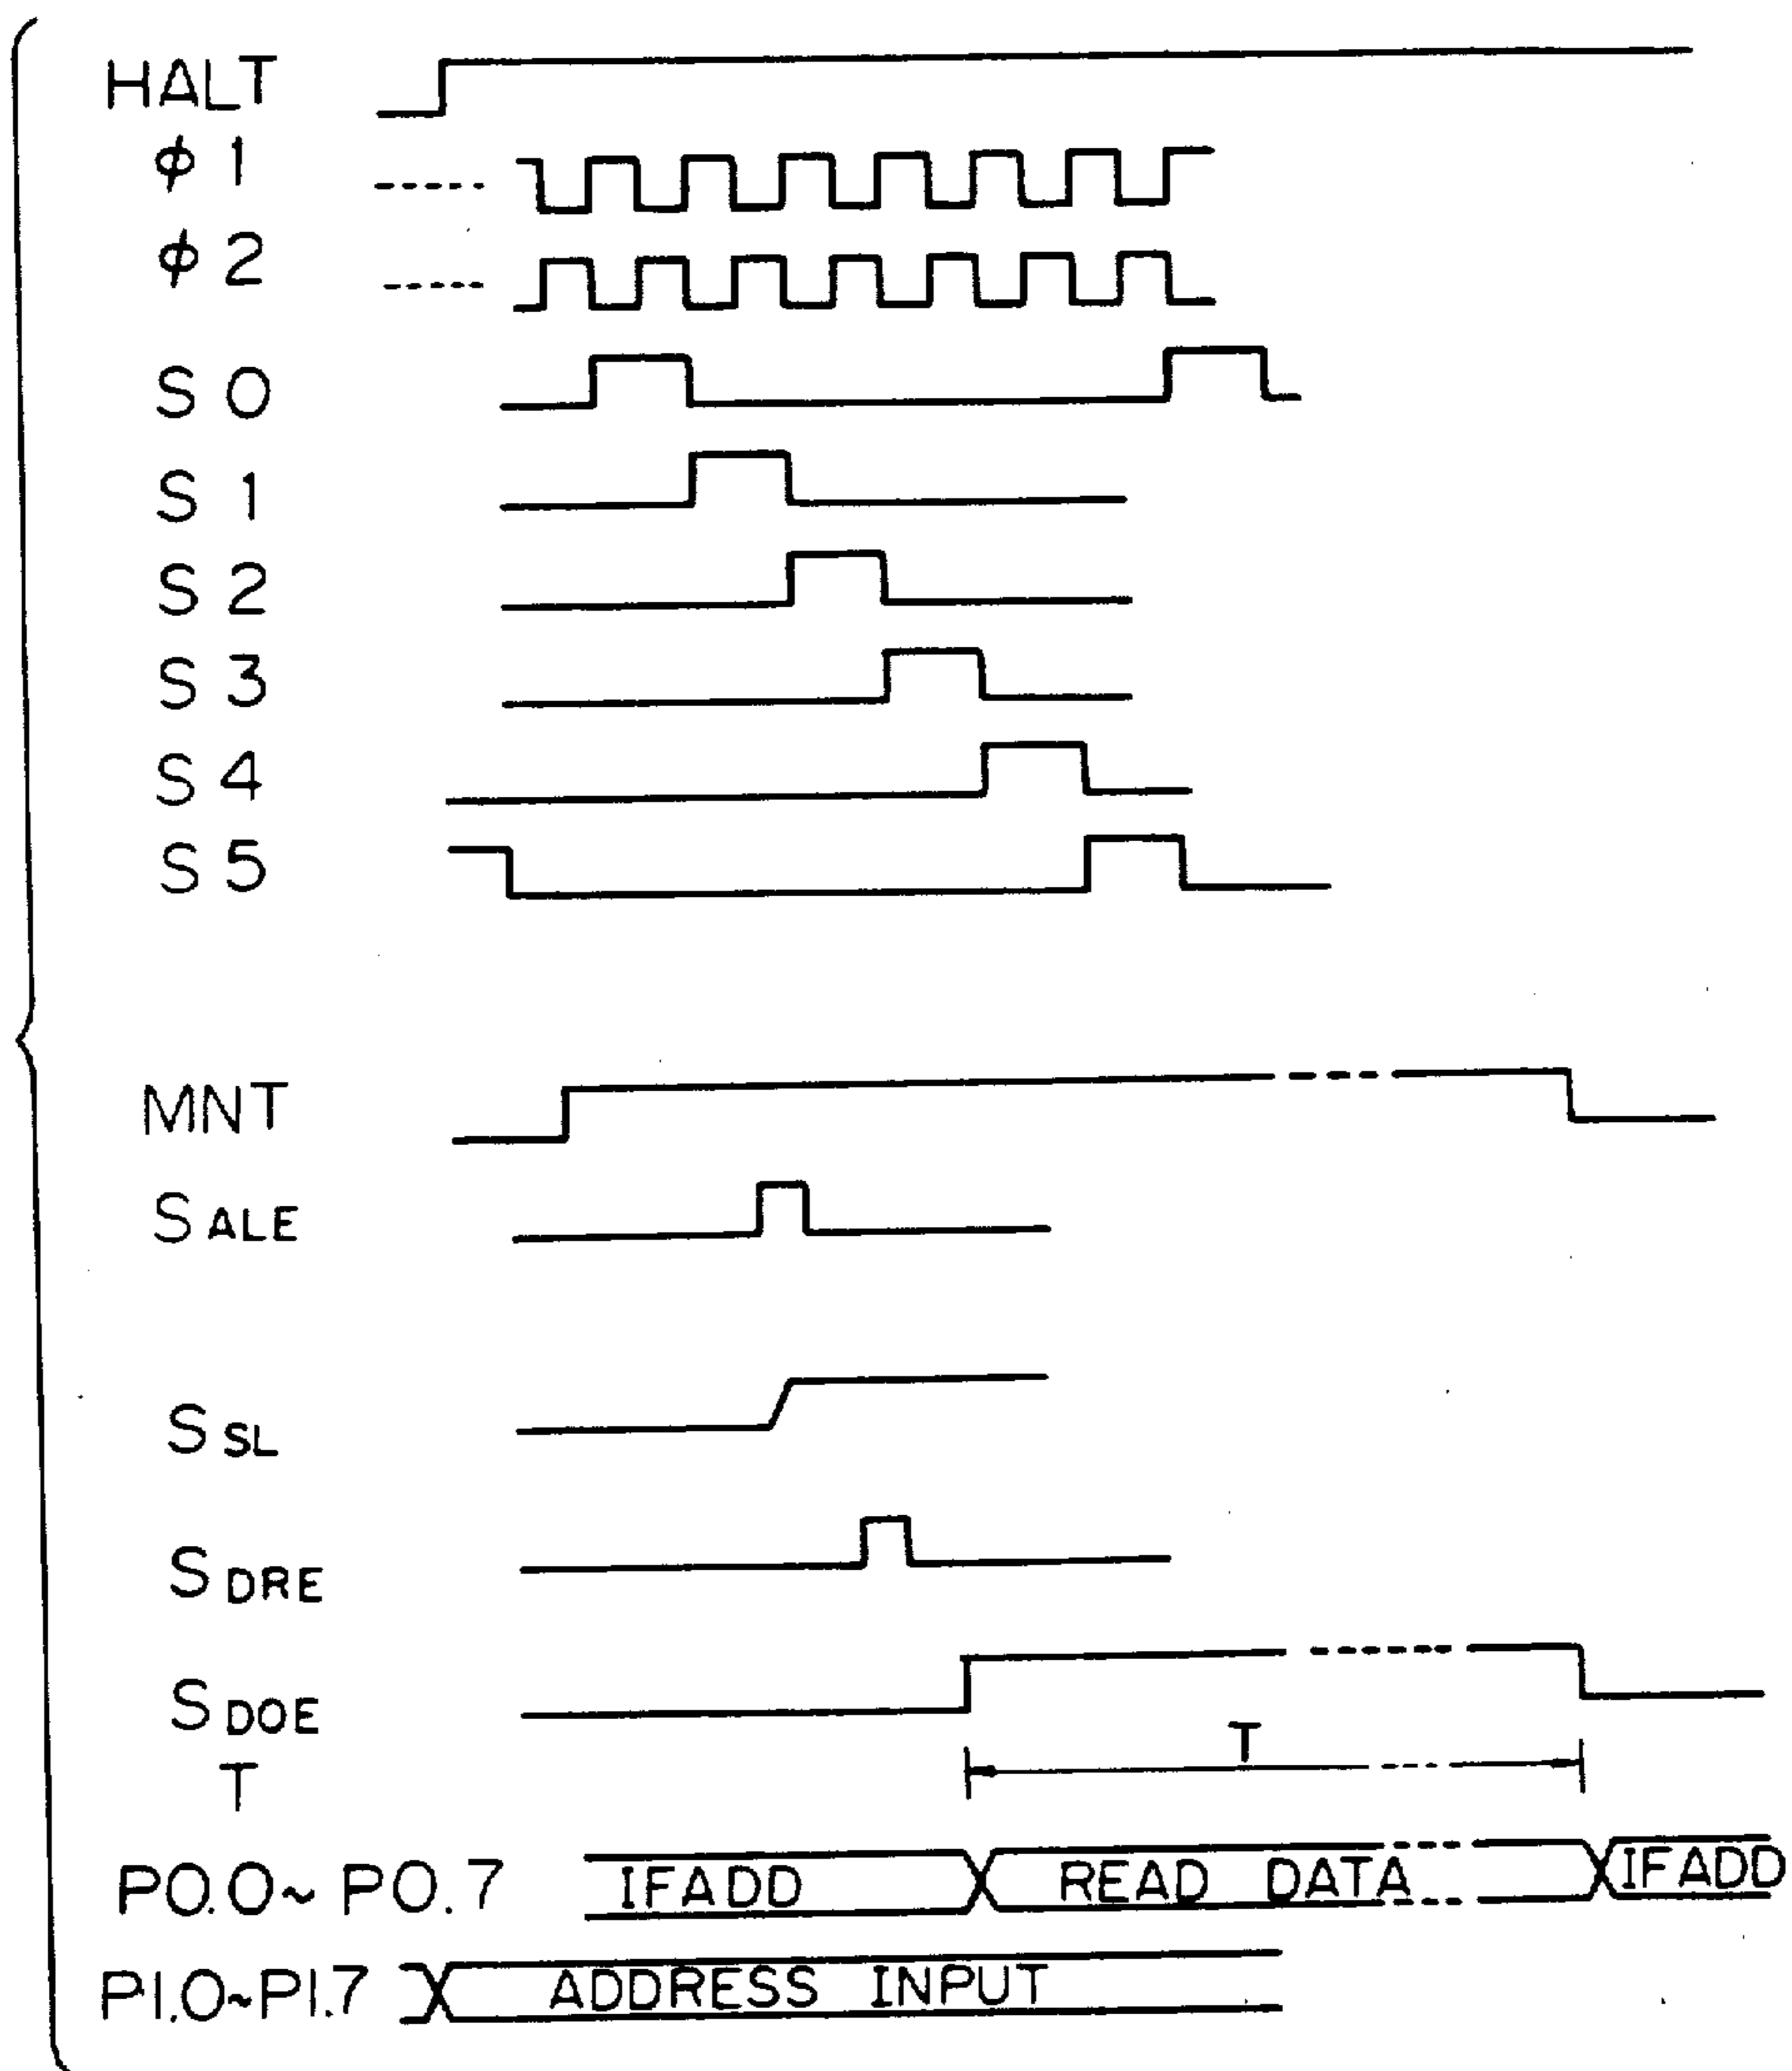 HALT
ϕ1
ϕ2
S0
S1
S2
S3
S4
S5
MNT
SALE
SSL
SDRE
SDOE
T
T
P0.0~P0.7 IFADD READ DATA IFADD
P1.0~P1.7 ADDRESS INPUT